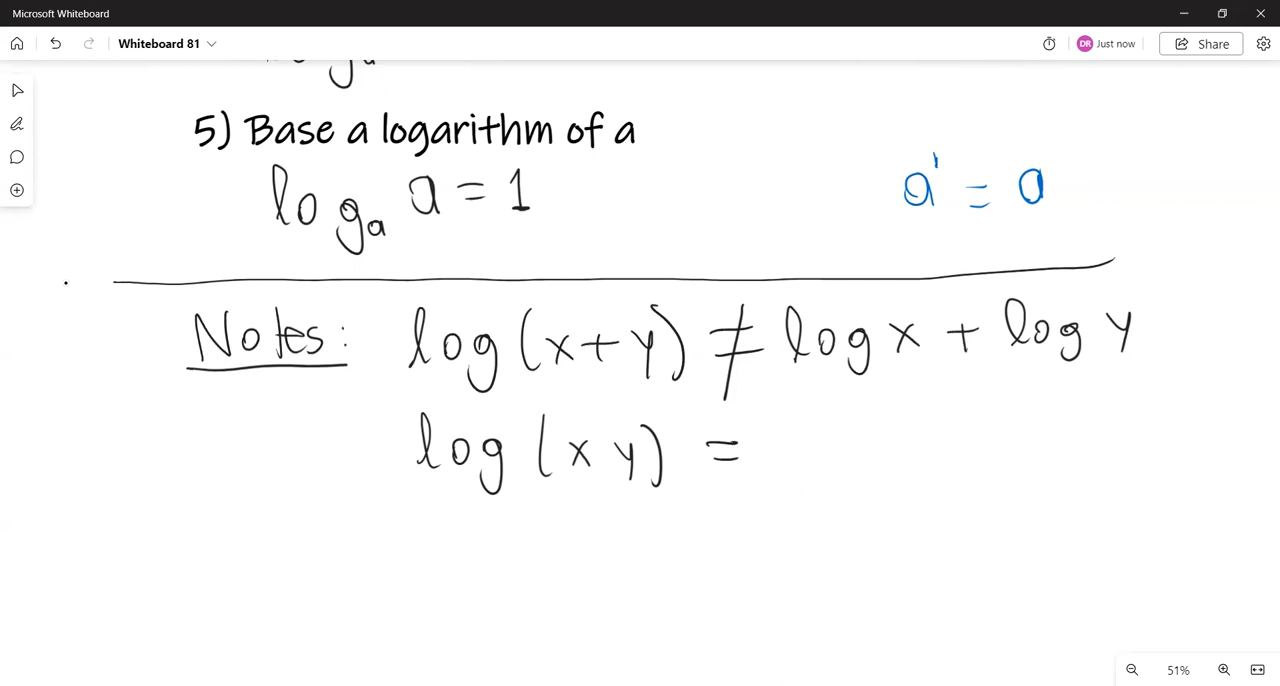 Microsoft Whiteboard
Whiteboard 81
DR Just now Share
5) Base a logarithm of a
logₐ a = 1
a¹ = a
Notes: log(x+y) ≠ log x + log y
log(xy) =
51%